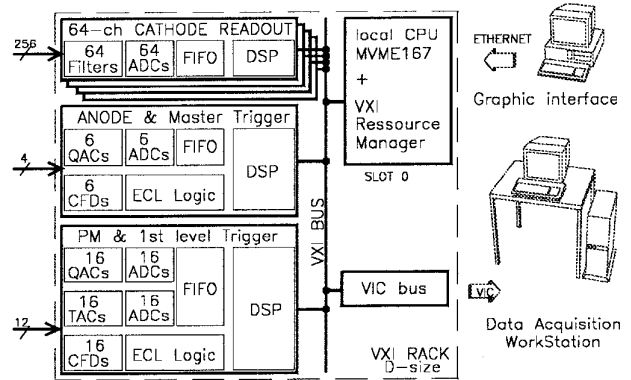 64-ch CATHODE READOUT
256
64
Filters
64
ADCs
FIFO
DSP
local CPU
MVME167
+
VXI
Ressource
Manager
SLOT 0
ETHERNET
Graphic interface
ANODE & Master Trigger
4
6
QACs
6
ADCs
FIFO
6
CFDs
ECL Logic
DSP
VXI BUS
PM & 1st level Trigger
12
16
QACs
16
ADCs
FIFO
16
TACs
16
ADCs
16
CFDs
ECL Logic
DSP
VIC bus
VIC
Data Acquisition
WorkStation
VXI RACK
D-size